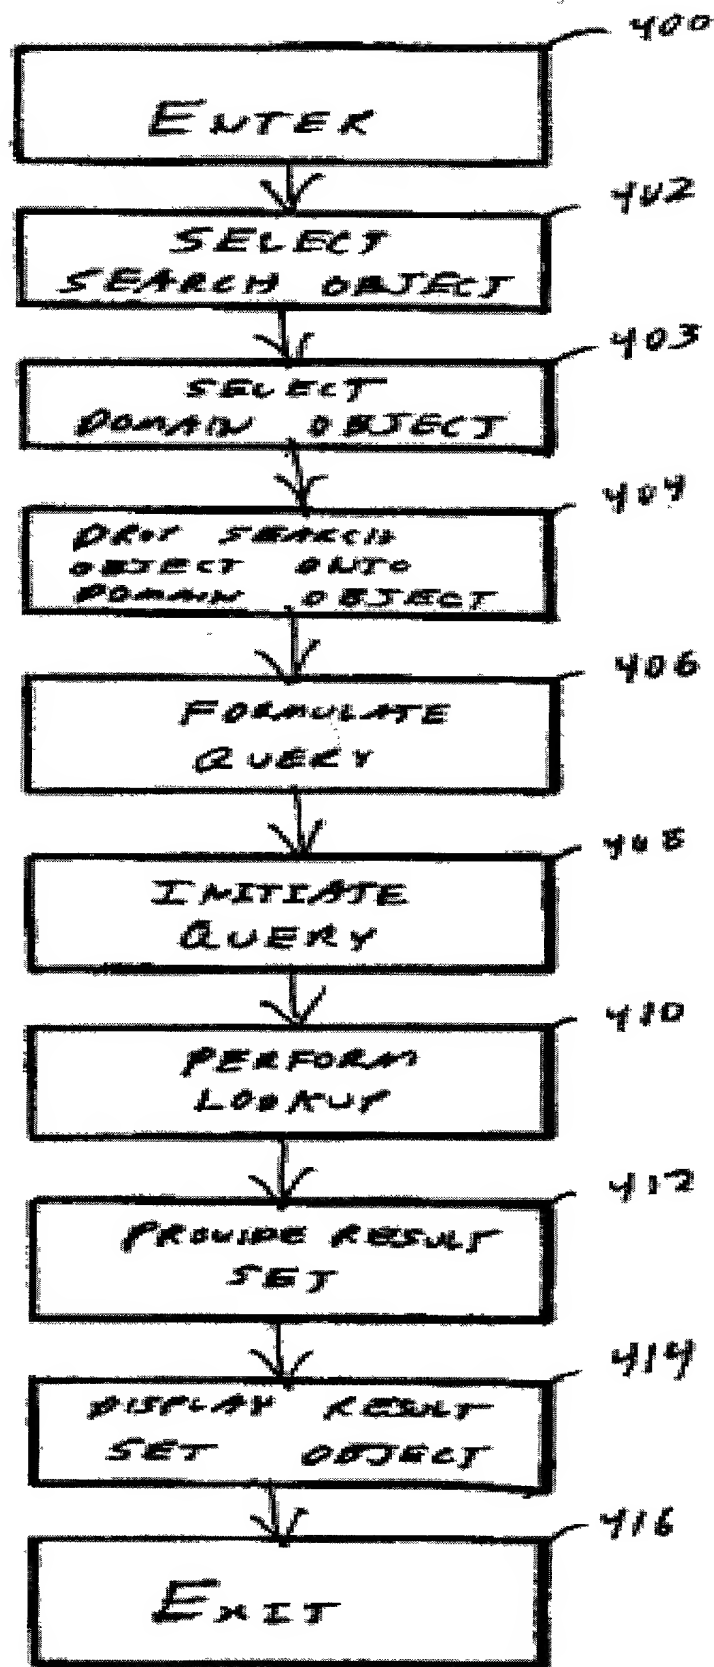 400
ENTER
402
SELECT
SEARCH OBJECT
403
SELECT
DOMAIN OBJECT
404
DROP SEARCH
OBJECT ONTO
DOMAIN OBJECT
406
FORMULATE
QUERY
408
INITIATE
QUERY
410
PERFORM
LOOKUP
412
PROVIDE RESULT
SET
414
DISPLAY RESULT
SET OBJECT
416
EXIT